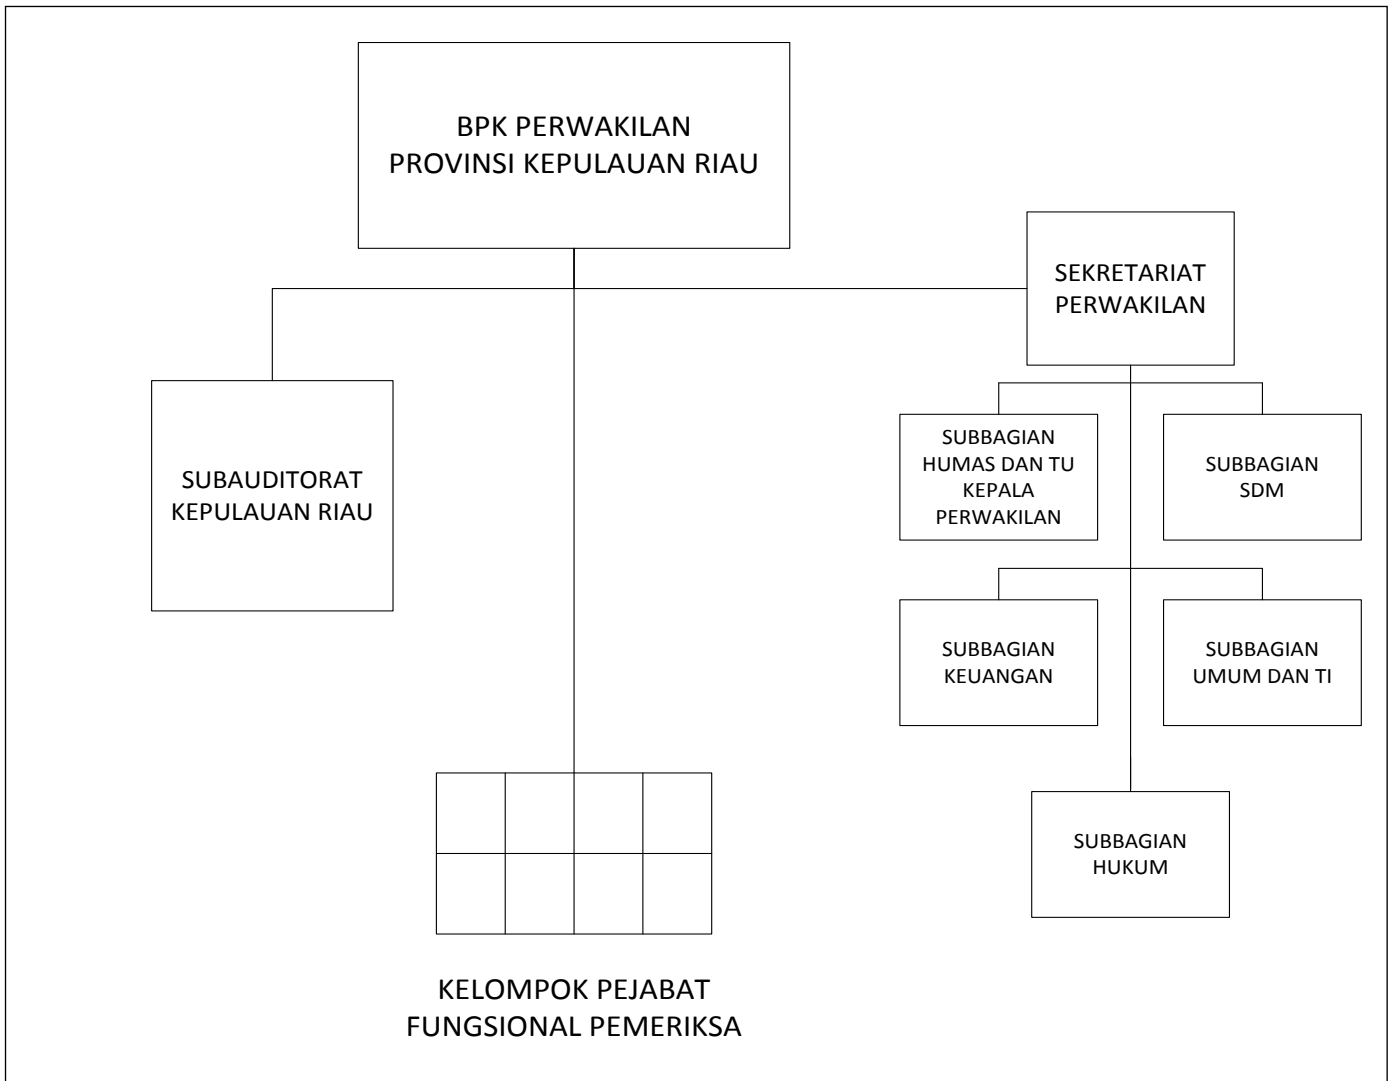 BPK PERWAKILAN
PROVINSI KEPULAUAN RIAU
SEKRETARIAT
PERWAKILAN
SUBAUDITORAT
KEPULAUAN RIAU
SUBBAGIAN
HUMAS DAN TU
KEPALA
PERWAKILAN
SUBBAGIAN
SDM
SUBBAGIAN
KEUANGAN
SUBBAGIAN
UMUM DAN TI
SUBBAGIAN
HUKUM
KELOMPOK PEJABAT
FUNGSIONAL PEMERIKSA